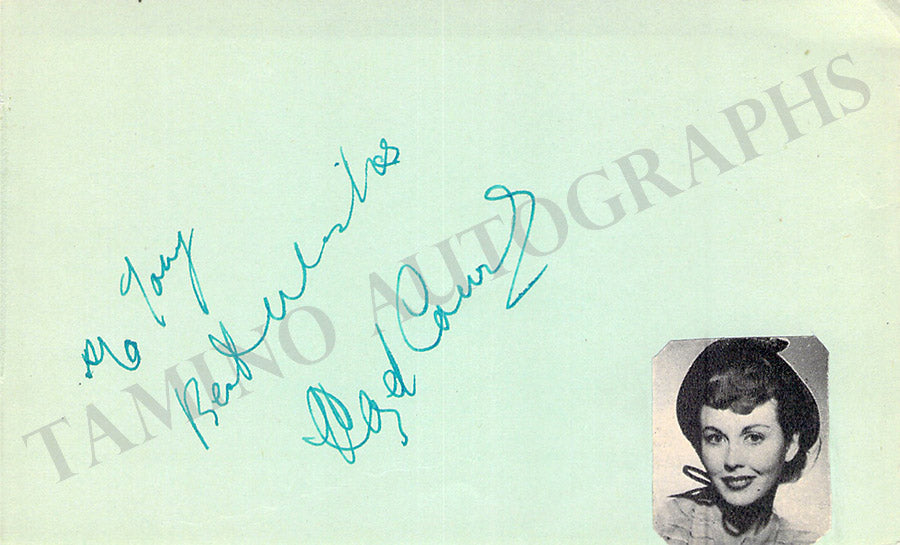 To Tony
Best Wishes
Hazel Court
TAMINO AUTOGRAPHS